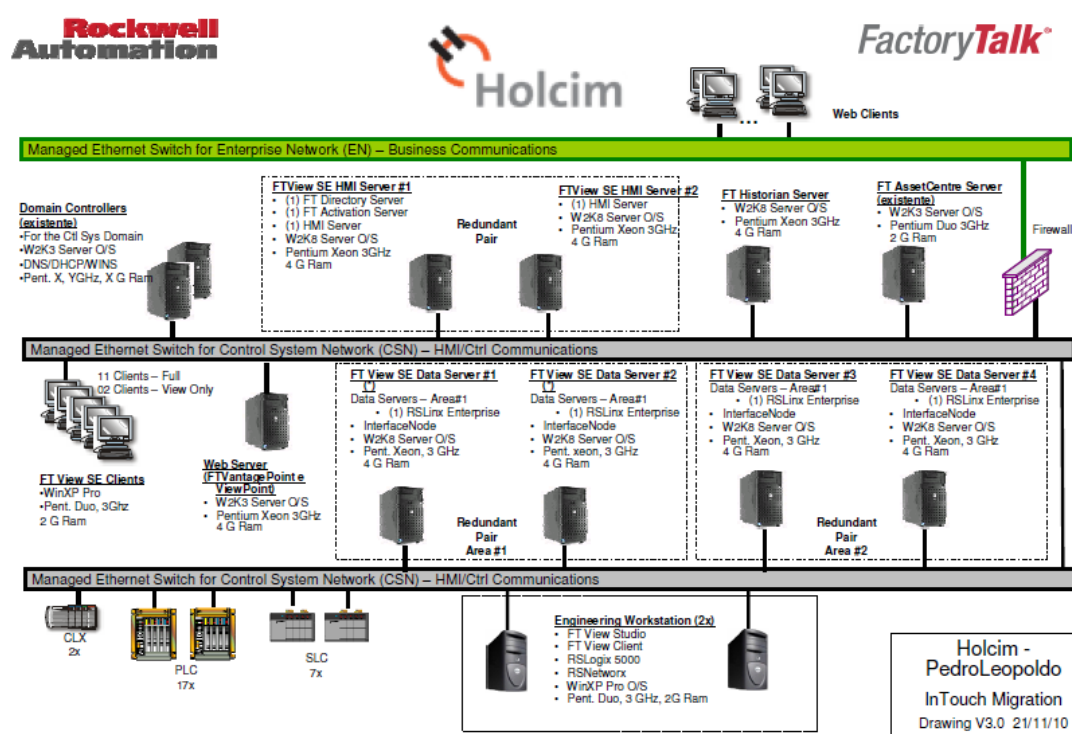 Rockwell
Automation
Holcim
FactoryTalk
...
Web Clients
Managed Ethernet Switch for Enterprise Network (EN) – Business Communications
Domain Controllers
(existente)
•For the Ctl Sys Domain
•W2K3 Server O/S
•DNS/DHCP/WINS
•Pent. X, YGHz, X G Ram
FTView SE HMI Server #1
• (1) FT Directory Server
• (1) FT Activation Server
• (1) HMI Server
• W2K8 Server O/S
• Pentium Xeon 3GHz
4 G Ram
Redundant
Pair
FTView SE HMI Server #2
• (1) HMI Server
• W2K8 Server O/S
• Pentium Xeon 3GHz
4 G Ram
FT Historian Server
• W2K8 Server O/S
• Pentium Xeon 3GHz
4 G Ram
FT AssetCentre Server
(existente)
• W2K3 Server O/S
• Pentium Duo 3GHz
2 G Ram
Firewall
Managed Ethernet Switch for Control System Network (CSN) – HMI/Ctrl Communications
11 Clients – Full
02 Clients – View Only
FT View SE Clients
•WinXP Pro
•Pent. Duo, 3Ghz
2 G Ram
Web Server
(FTVantagePoint e
ViewPoint)
• W2K3 Server O/S
• Pentium Xeon 3GHz
4 G Ram
FT View SE Data Server #1
(*)
Data Servers – Area#1
• (1) RSLinx Enterprise
• InterfaceNode
• W2K8 Server O/S
• Pent. Xeon, 3 GHz
4 G Ram
FT View SE Data Server #2
(*)
Data Servers – Area#1
• (1) RSLinx Enterprise
• InterfaceNode
• W2K8 Server O/S
• Pent. xeon, 3 GHz
4 G Ram
Redundant
Pair
Area #1
FT View SE Data Server #3
Data Servers – Area#1
• (1) RSLinx Enterprise
• InterfaceNode
• W2K8 Server O/S
• Pent. Xeon, 3 GHz
4 G Ram
FT View SE Data Server #4
Data Servers – Area#1
• (1) RSLinx Enterprise
• InterfaceNode
• W2K8 Server O/S
• Pent. Xeon, 3 GHz
4 G Ram
Redundant
Pair
Area #2
Managed Ethernet Switch for Control System Network (CSN) – HMI/Ctrl Communications
CLX
2x
PLC
17x
SLC
7x
Engineering Workstation (2x)
• FT View Studio
• FT View Client
• RSLogix 5000
• RSNetworx
• WinXP Pro O/S
• Pent. Duo, 3 GHz, 2G Ram
Holcim -
PedroLeopoldo
InTouch Migration
Drawing V3.0 21/11/10